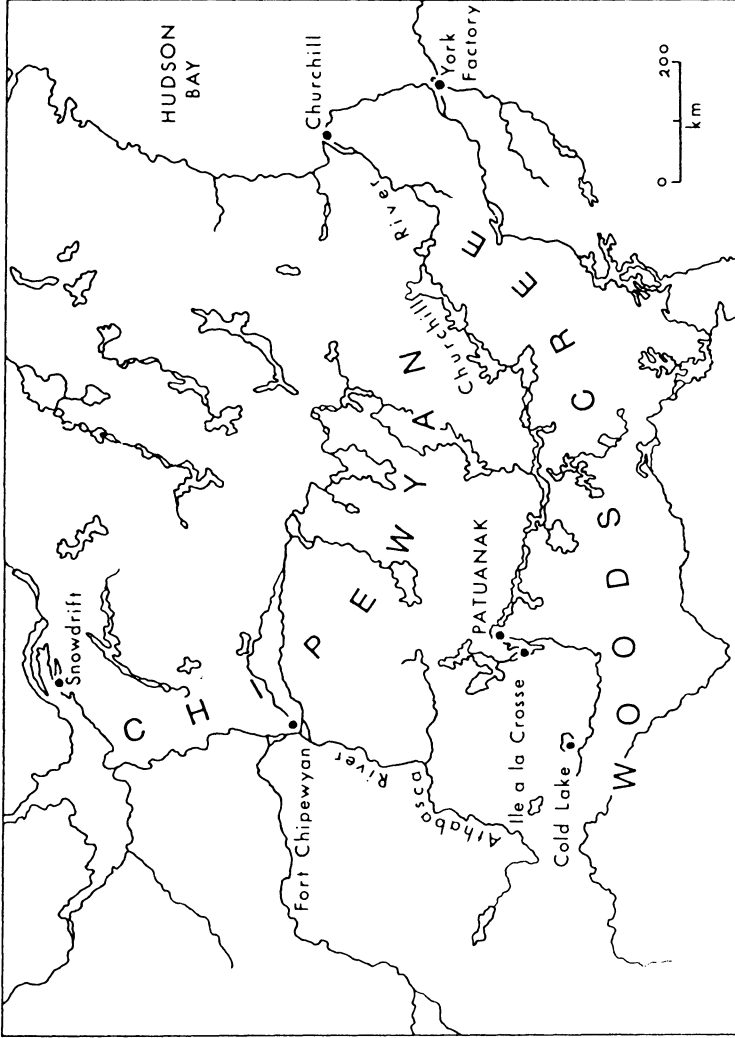 HUDSON
BAY
Churchill
York
Factory
0 200
km
Snowdrift
CHIPEWYAN
Churchill River
WOODS CREE
PATUANAK
Fort Chipewyan
Athabasca River
Ile a la Crosse
Cold Lake